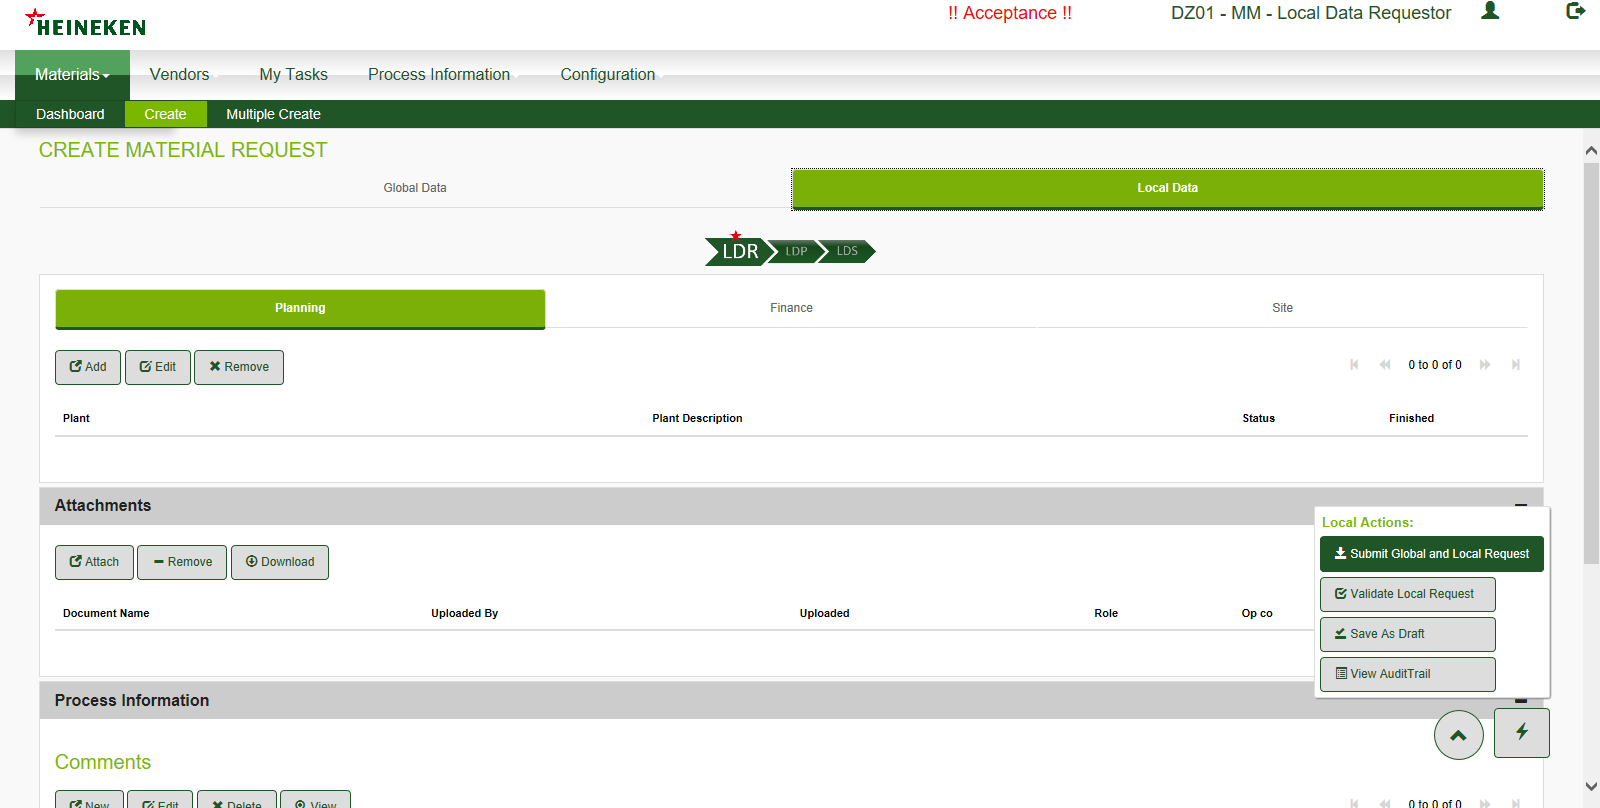 HEINEKEN
!! Acceptance !!
DZ01 - MM - Local Data Requestor
Materials
Vendors
My Tasks
Process Information
Configuration
Dashboard
Create
Multiple Create
CREATE MATERIAL REQUEST
Global Data
Local Data
LDR
LDP
LDS
Planning
Finance
Site
Add
Edit
Remove
0 to 0 of 0
Plant
Plant Description
Status
Finished
Attachments
Local Actions:
Submit Global and Local Request
Attach
Remove
Download
Validate Local Request
Document Name
Uploaded By
Uploaded
Role
Op co
Save As Draft
View AuditTrail
Process Information
Comments
New
Edit
Delete
View
0 to 0 of 0